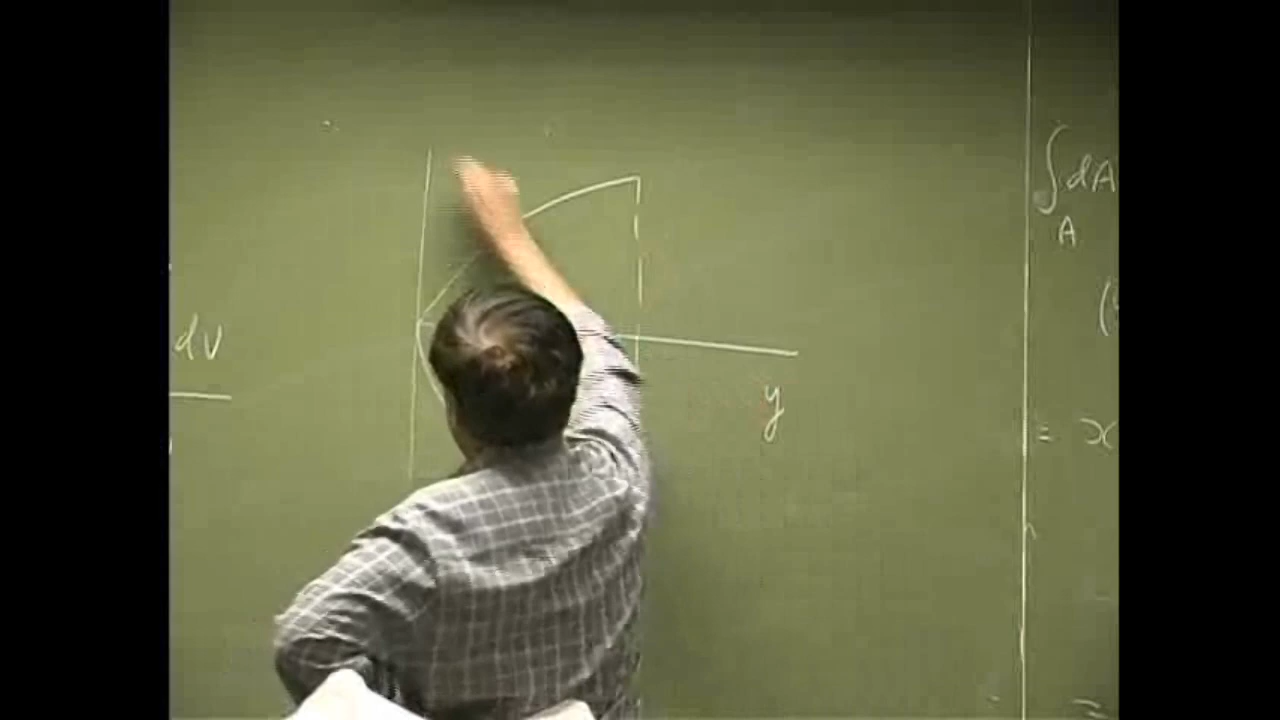 dV
y
∫ dA
A
(
= x
=